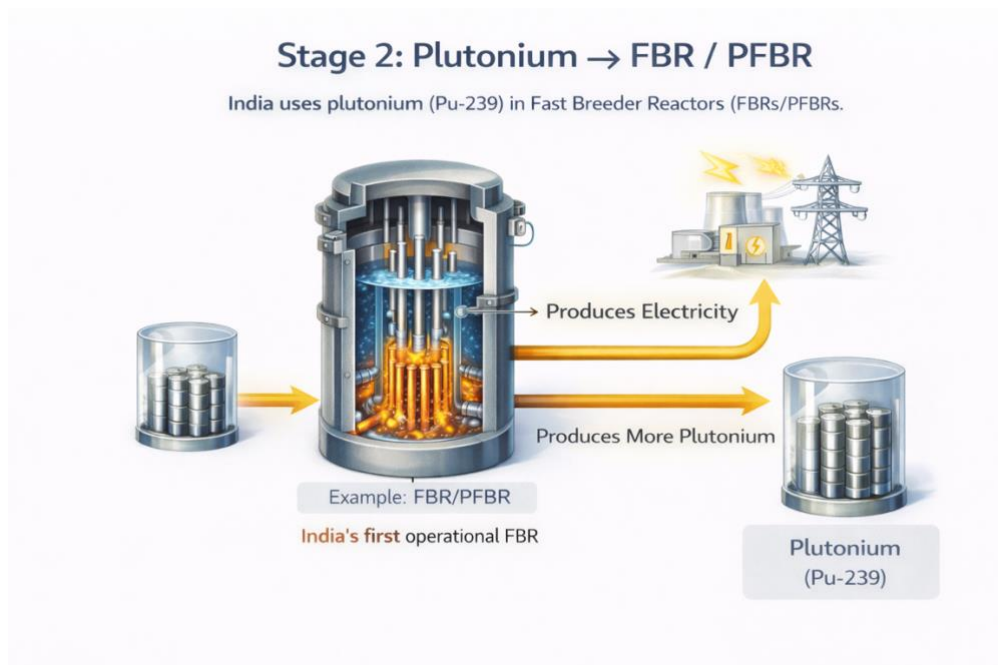 Stage 2: Plutonium → FBR / PFBR
India uses plutonium (Pu-239) in Fast Breeder Reactors (FBRs/PFBRs.
Produces Electricity
Produces More Plutonium
Example: FBR/PFBR
India's first operational FBR
Plutonium
(Pu-239)